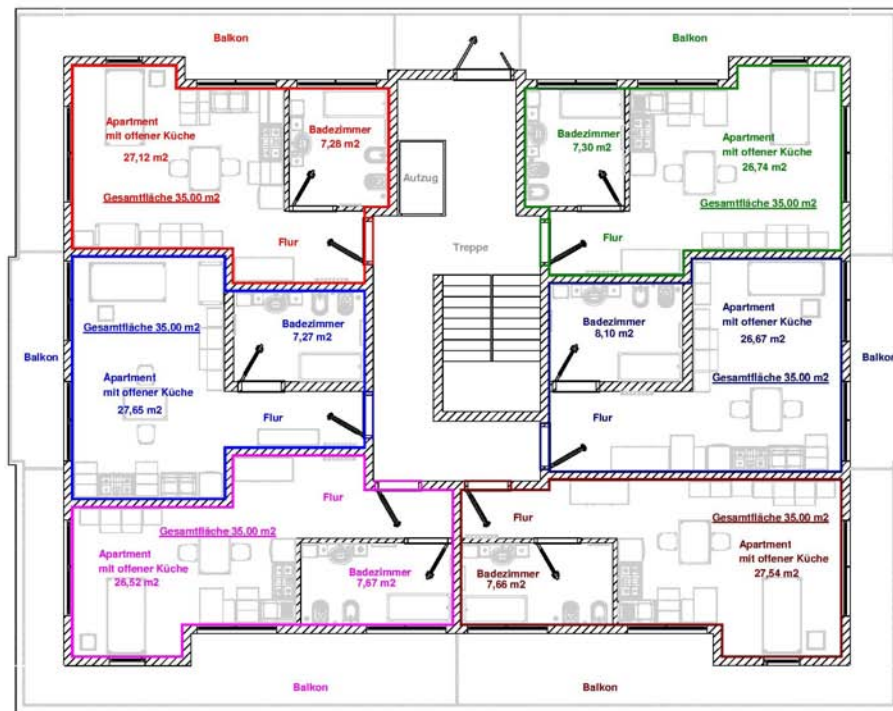 Balkon
Balkon
Apartment
mit offener Küche
27,12 m2
Badezimmer
7,28 m2
Gesamtfläche 35.00 m2
Flur
Autzug
Treppe
Badezimmer
7,30 m2
Apartment
mit offener Küche
26,74 m2
Gesamtfläche 35.00 m2
Flur
Balkon
Gesamtfläche 35.00 m2
Badezimmer
7,27 m2
Apartment
mit offener Küche
27,65 m2
Flur
Badezimmer
8,10 m2
Apartment
mit offener Küche
26,67 m2
Gesamtfläche 35.00 m2
Flur
Balkon
Flur
Gesamtfläche 35.00 m2
Apartment
mit offener Küche
26,52 m2
Badezimmer
7,67 m2
Flur
Gesamtfläche 35.00 m2
Badezimmer
7,66 m2
Apartment
mit offener Küche
27,54 m2
Balkon
Balkon